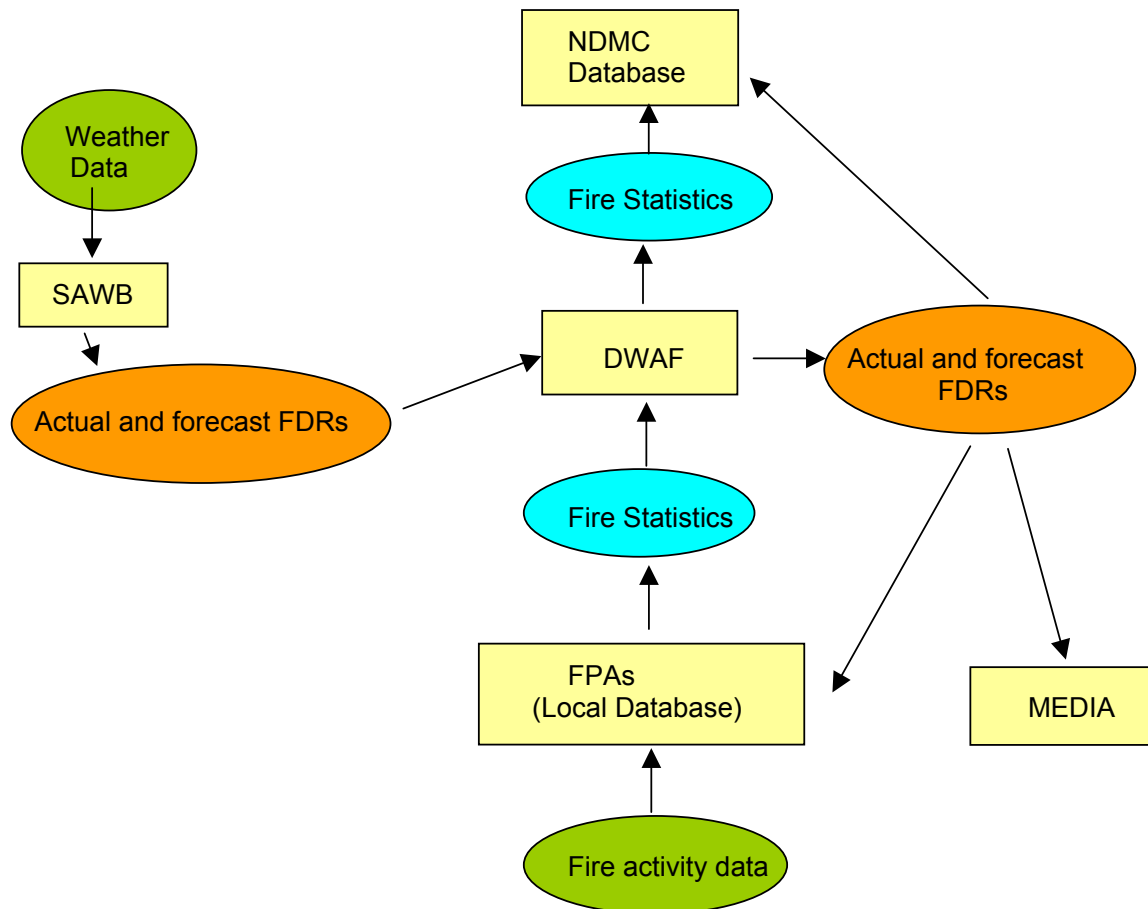 NDMC
Database
Weather
Data
Fire Statistics
SAWB
DWAF
Actual and forecast
FDRs
Actual and forecast FDRs
Fire Statistics
FPAs
(Local Database)
MEDIA
Fire activity data